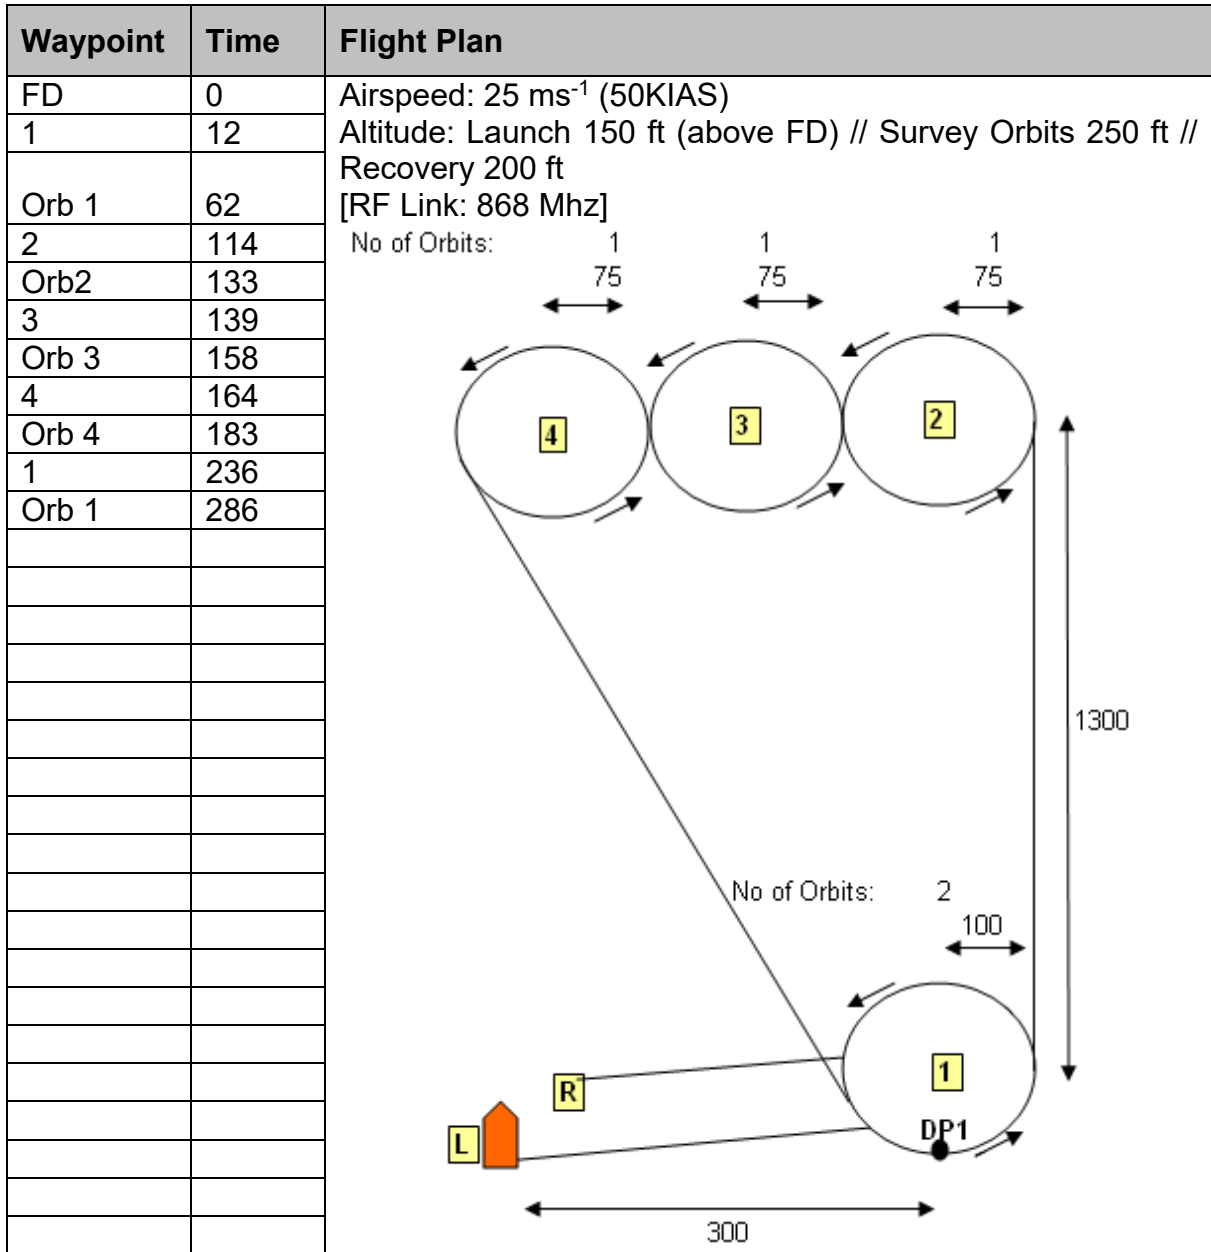 Waypoint Time Flight Plan
FD 0 Airspeed: 25 ms-1 (50KIAS)
1 12 Altitude: Launch 150 ft (above FD) // Survey Orbits 250 ft //
Recovery 200 ft
Orb 1 62 [RF Link: 868 Mhz]
2 114
Orb2 133
3 139
Orb 3 158
4 164
Orb 4 183
1 236
Orb 1 286
No of Orbits: 1 1 1
75 75 75
4 3 2
1300
No of Orbits: 2
100
1
R
DP1
L
300